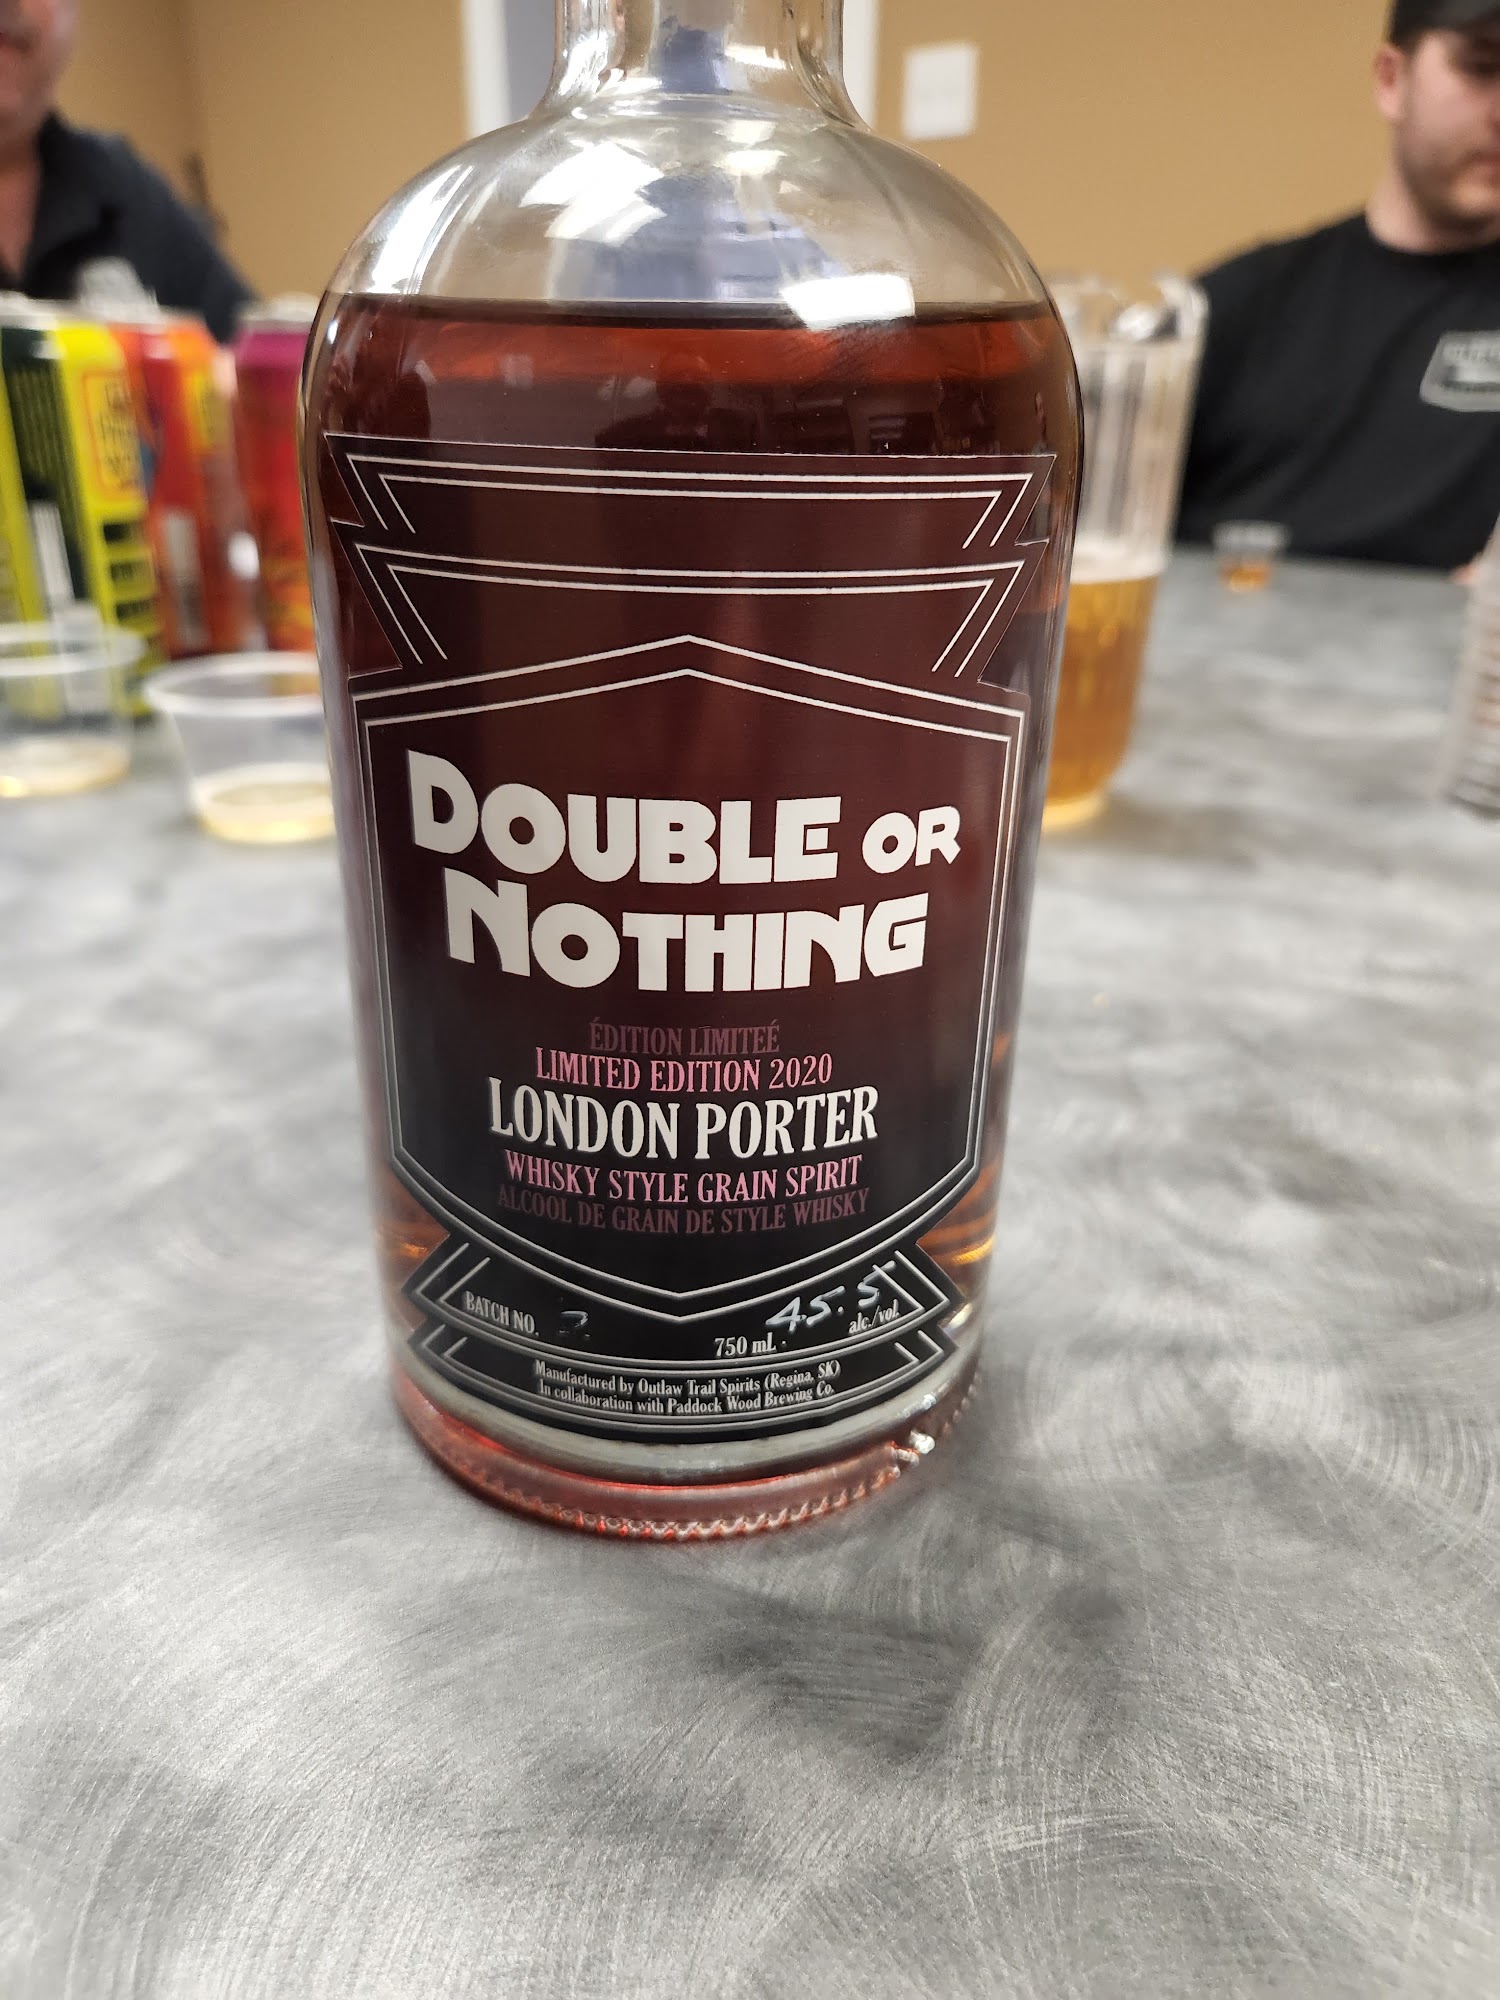 DOUBLE OR
NOTHING
ÉDITION LIMITEÉ
LIMITED EDITION 2020
LONDON PORTER
WHISKY STYLE GRAIN SPIRIT
ALCOOL DE GRAIN DE STYLE WHISKY
BATCH NO.
750 mL 45.5 alc./vol.
Manufactured by Outlaw Trail Spirits (Regina, SK)
In collaboration with Paddock Wood Brewing Co.